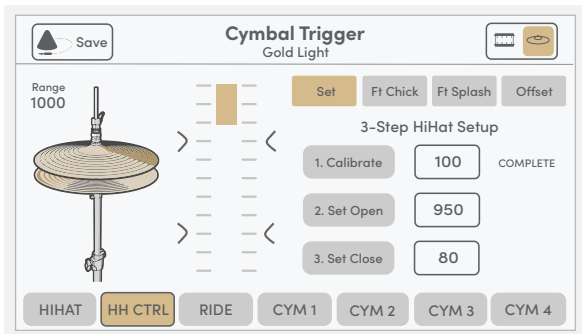 Save
Cymbal Trigger
Gold Light
Range
1000
Set
Ft Chick
Ft Splash
Offset
3-Step HiHat Setup
1. Calibrate
100
COMPLETE
2. Set Open
950
3. Set Close
80
HIHAT
HH CTRL
RIDE
CYM 1
CYM 2
CYM 3
CYM 4